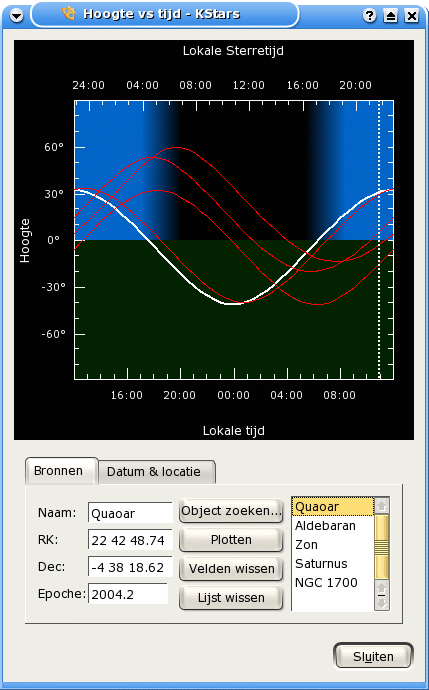 Hoogte vs tijd - KStars
Lokale Sterretijd
24:00 04:00 08:00 12:00 16:00 20:00
60°
30°
0°
-30°
-60°
Hoogte
16:00 20:00 00:00 04:00 08:00
Lokale tijd
Bronnen
Datum & locatie
Naam: Quaoar
RK: 22 42 48.74
Dec: -4 38 18.62
Epoche: 2004.2
Object zoeken...
Plotten
Velden wissen
Lijst wissen
Quaoar
Aldebaran
Zon
Saturnus
NGC 1700
Sluiten